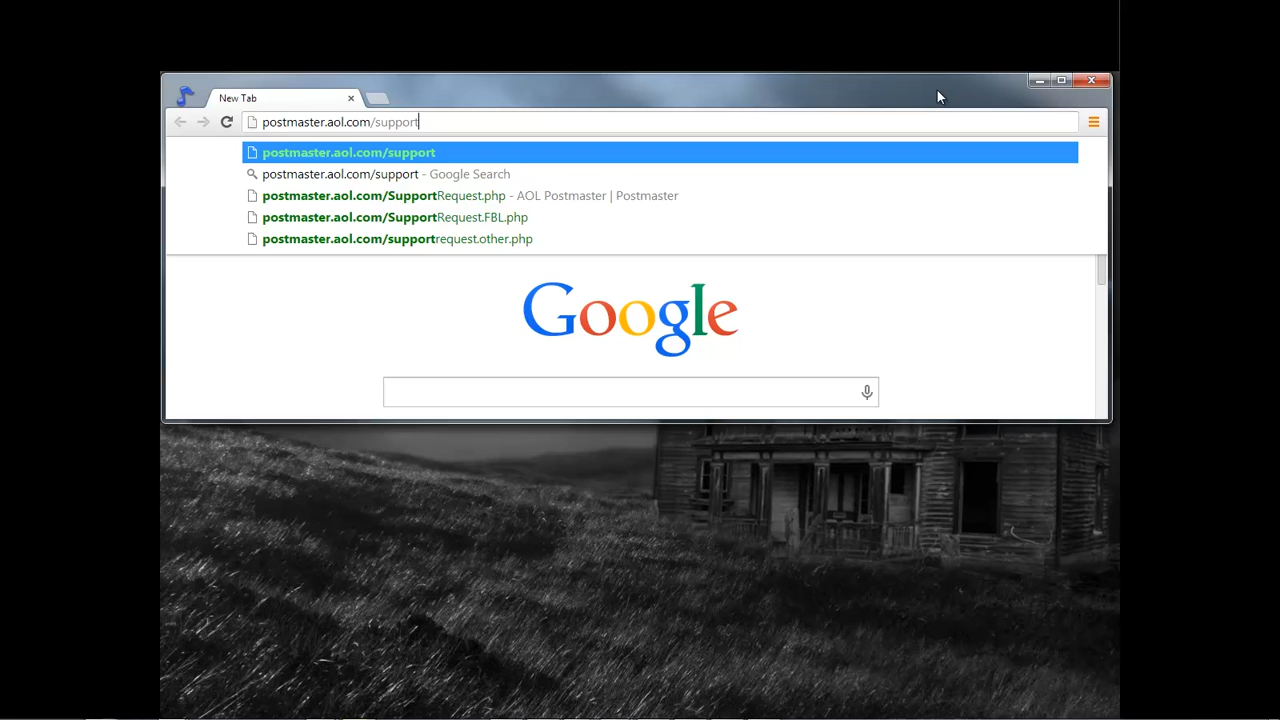 New Tab
postmaster.aol.com/support
postmaster.aol.com/support
postmaster.aol.com/support - Google Search
postmaster.aol.com/SupportRequest.php - AOL Postmaster | Postmaster
postmaster.aol.com/SupportRequest.FBL.php
postmaster.aol.com/supportrequest.other.php
Google